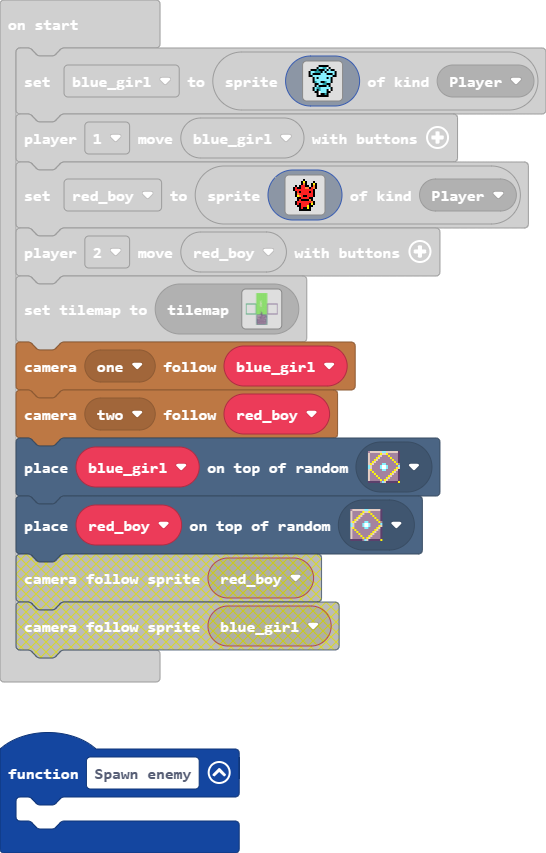 on start
set blue_girl to sprite of kind Player
player 1 move blue_girl with buttons
set red_boy to sprite of kind Player
player 2 move red_boy with buttons
set tilemap to tilemap
camera one follow blue_girl
camera two follow red_boy
place blue_girl on top of random
place red_boy on top of random
camera follow sprite red_boy
camera follow sprite blue_girl
function Spawn enemy